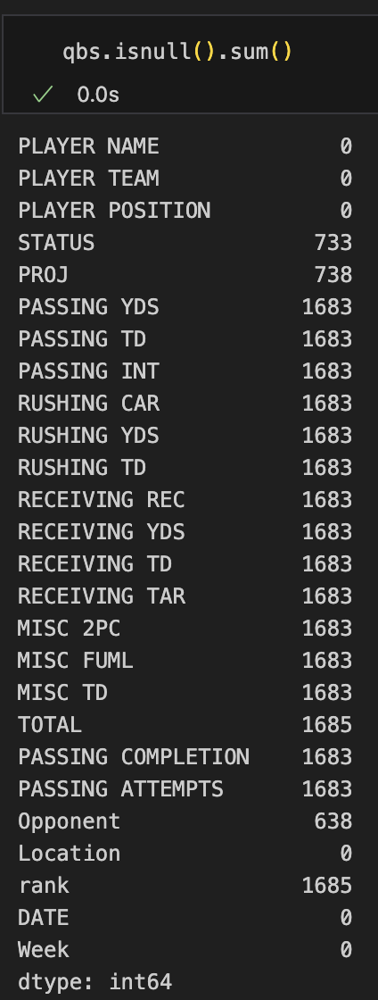 qbs.isnull().sum()
✓ 0.0s
PLAYER NAME 0
PLAYER TEAM 0
PLAYER POSITION 0
STATUS 733
PROJ 738
PASSING YDS 1683
PASSING TD 1683
PASSING INT 1683
RUSHING CAR 1683
RUSHING YDS 1683
RUSHING TD 1683
RECEIVING REC 1683
RECEIVING YDS 1683
RECEIVING TD 1683
RECEIVING TAR 1683
MISC 2PC 1683
MISC FUML 1683
MISC TD 1683
TOTAL 1685
PASSING COMPLETION 1683
PASSING ATTEMPTS 1683
Opponent 638
Location 0
rank 1685
DATE 0
Week 0
dtype: int64